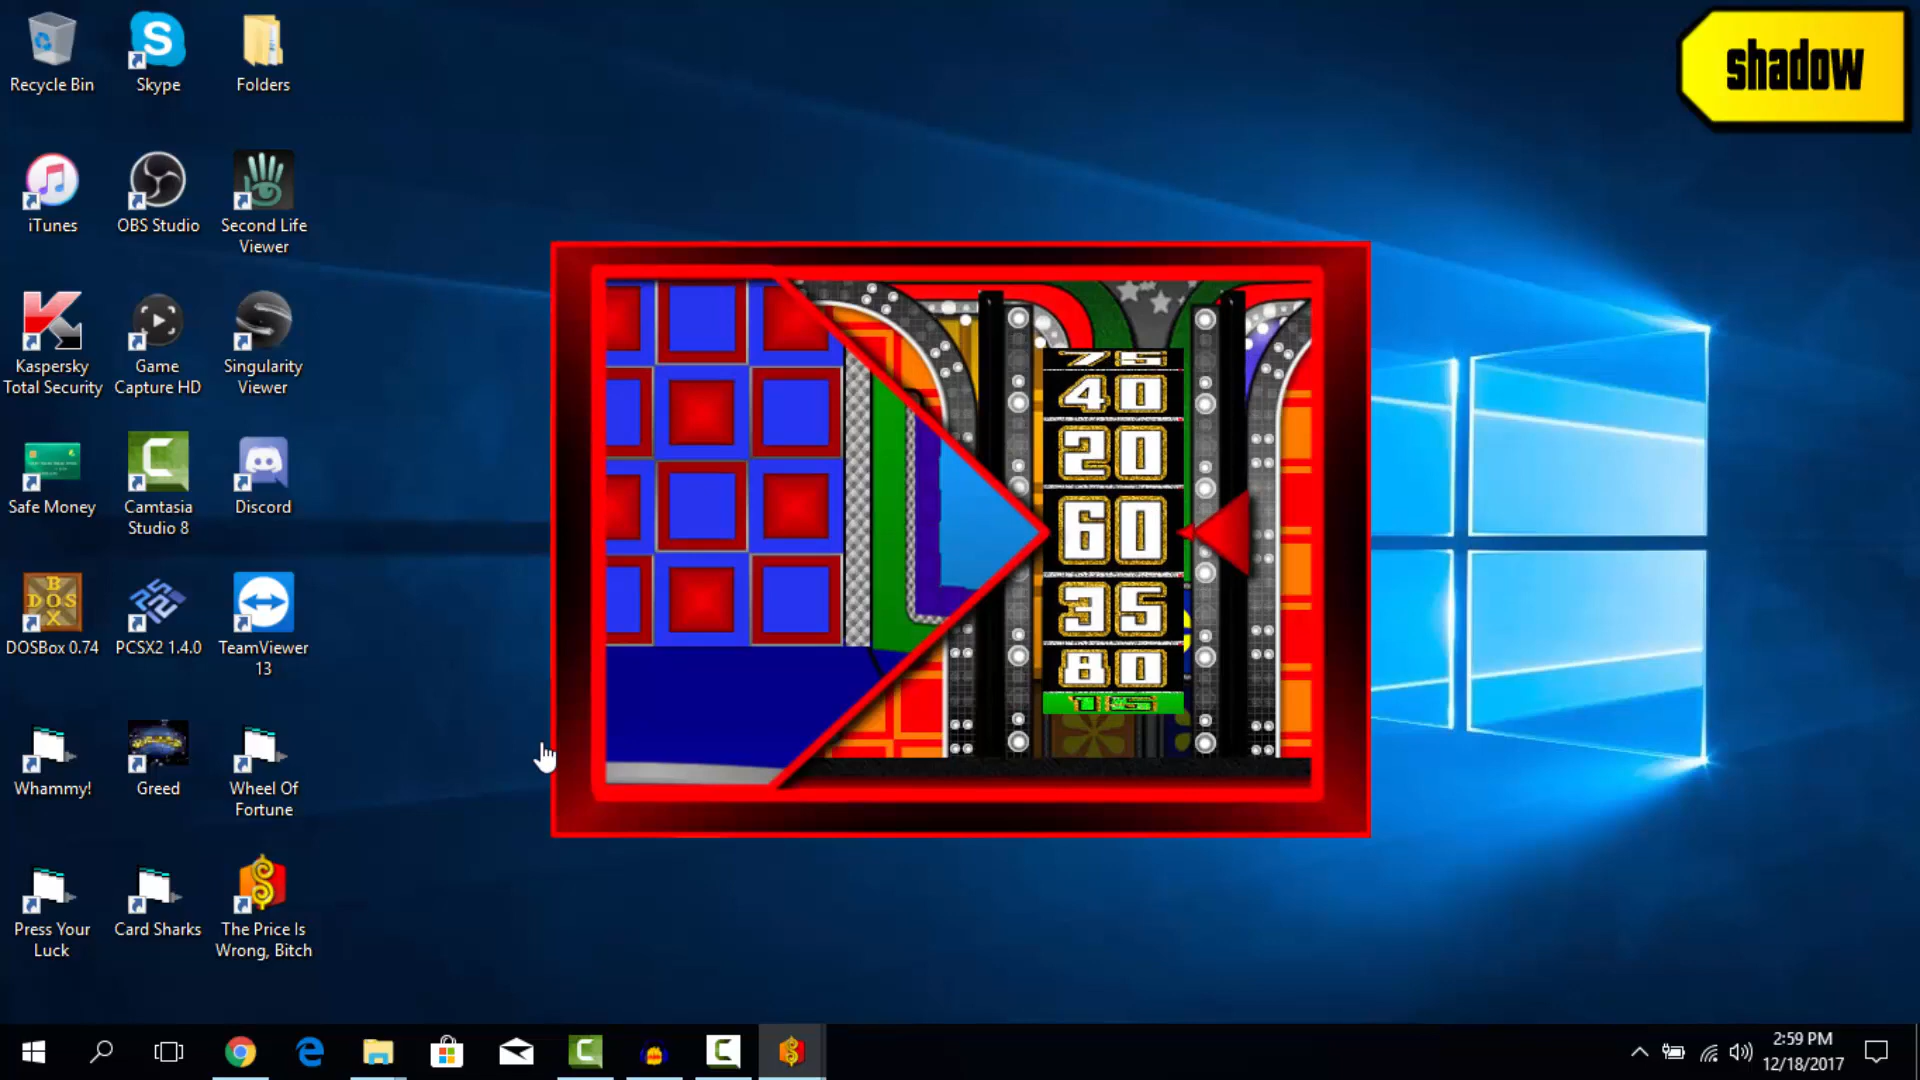 shadow
Recycle Bin
Skype
Folders
iTunes
OBS Studio
Second Life
Viewer
Kaspersky
Total Security
Game
Capture HD
Singularity
Viewer
Safe Money
Camtasia
Studio 8
Discord
DOSBox 0.74
PCSX2 1.4.0
TeamViewer
13
Whammy!
Greed
Wheel Of
Fortune
Press Your
Luck
Card Sharks
The Price Is
Wrong, Bitch
75
40
20
60
35
80
15
2:59 PM
12/18/2017